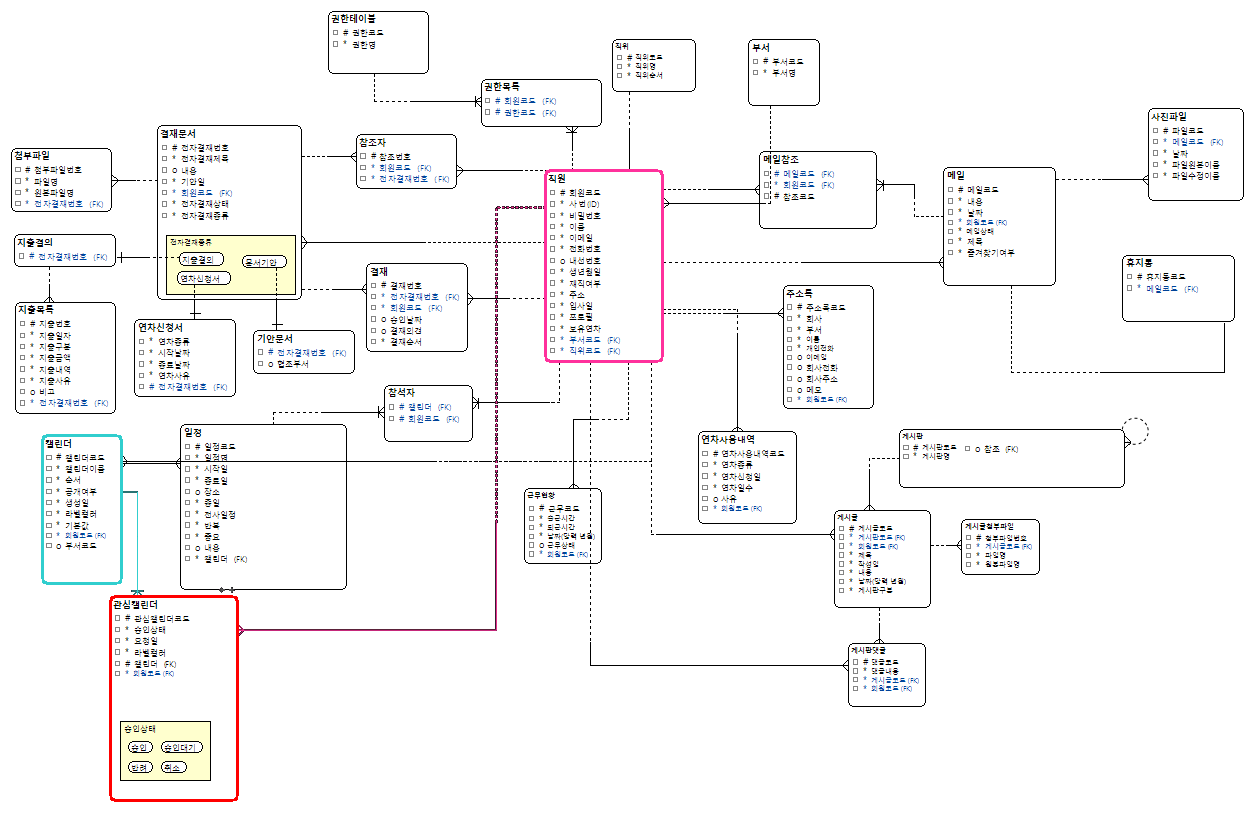 권한테이블
# 권한코드
* 권한명
권한목록
# 회원코드 (FK)
# 권한코드 (FK)
직위
# 직위코드
* 직위명
* 직위순서
부서
# 부서코드
* 부서명
사진파일
# 파일코드
* 메일코드 (FK)
* 날짜
* 파일원본이름
* 파일수정이름
첨부파일
# 첨부파일번호
* 파일명
* 원본파일명
* 전자결재번호 (FK)
결재문서
# 전자결재번호
* 전자결재제목
o 내용
* 기안일
* 회원코드 (FK)
* 전자결재상태
* 전자결재종류
전자결재종류
지출결의
문서기안
연차신청서
참조자
# 참조번호
* 회원코드 (FK)
* 전자결재번호 (FK)
직원
# 회원코드
* 사번(ID)
* 비밀번호
* 이름
* 이메일
* 전화번호
o 내선번호
* 생년월일
* 재직여부
* 주소
* 입사일
* 프로필
* 보유연차
* 부서코드 (FK)
* 직위코드 (FK)
메일참조
# 메일코드 (FK)
* 회원코드 (FK)
# 참조코드
메일
# 메일코드
* 내용
* 날짜
* 회원코드 (FK)
* 메일상태
* 제목
* 즐겨찾기여부
휴지통
# 휴지통코드
* 메일코드 (FK)
지출결의
# 전자결재번호 (FK)
지출목록
# 지출번호
* 지출일자
* 지출구분
* 지출금액
* 지출내역
* 지출사유
o 비고
* 전자결재번호 (FK)
연차신청서
* 연차종류
* 시작날짜
* 종료날짜
* 연차사유
# 전자결재번호 (FK)
기안문서
# 전자결재번호 (FK)
o 협조부서
결재
# 결재번호
* 전자결재번호 (FK)
* 회원코드 (FK)
o 승인날짜
o 결재의견
* 결재순서
주소록
# 주소록코드
* 회사
* 부서
* 이름
* 개인전화
o 이메일
o 회사전화
o 회사주소
o 메모
* 회원코드 (FK)
참석자
# 캘린더 (FK)
# 회원코드 (FK)
캘린더
# 캘린더코드
* 캘린더이름
* 순서
* 공개여부
* 생성일
* 라벨컬러
* 기본값
* 회원코드 (FK)
o 부서코드
일정
# 일정코드
* 일정명
* 시작일
* 종료일
o 장소
* 종일
* 전사일정
* 반복
* 중요
o 내용
* 캘린더 (FK)
근무현황
# 근무코드
* 출근시간
* 퇴근시간
* 날짜(양력 년월)
o 근무상태
* 회원코드 (FK)
연차사용내역
# 연차사용내역코드
* 연차종류
* 연차신청일
* 연차일수
o 사유
* 회원코드 (FK)
게시판
# 게시판코드
* 게시판명
o 참조 (FK)
게시글
# 게시글코드
* 게시판코드 (FK)
* 회원코드 (FK)
* 제목
* 작성일
* 내용
* 날짜(양력 년월)
* 게시판구분
게시글첨부파일
# 첨부파일번호
* 게시글코드 (FK)
* 파일명
* 원본파일명
게시판댓글
# 댓글코드
* 댓글내용
* 게시글코드 (FK)
* 회원코드 (FK)
관심캘린더
# 관심캘린더코드
* 승인상태
* 요청일
* 라벨컬러
# 캘린더 (FK)
* 회원코드 (FK)
승인상태
승인
승인대기
반려
취소